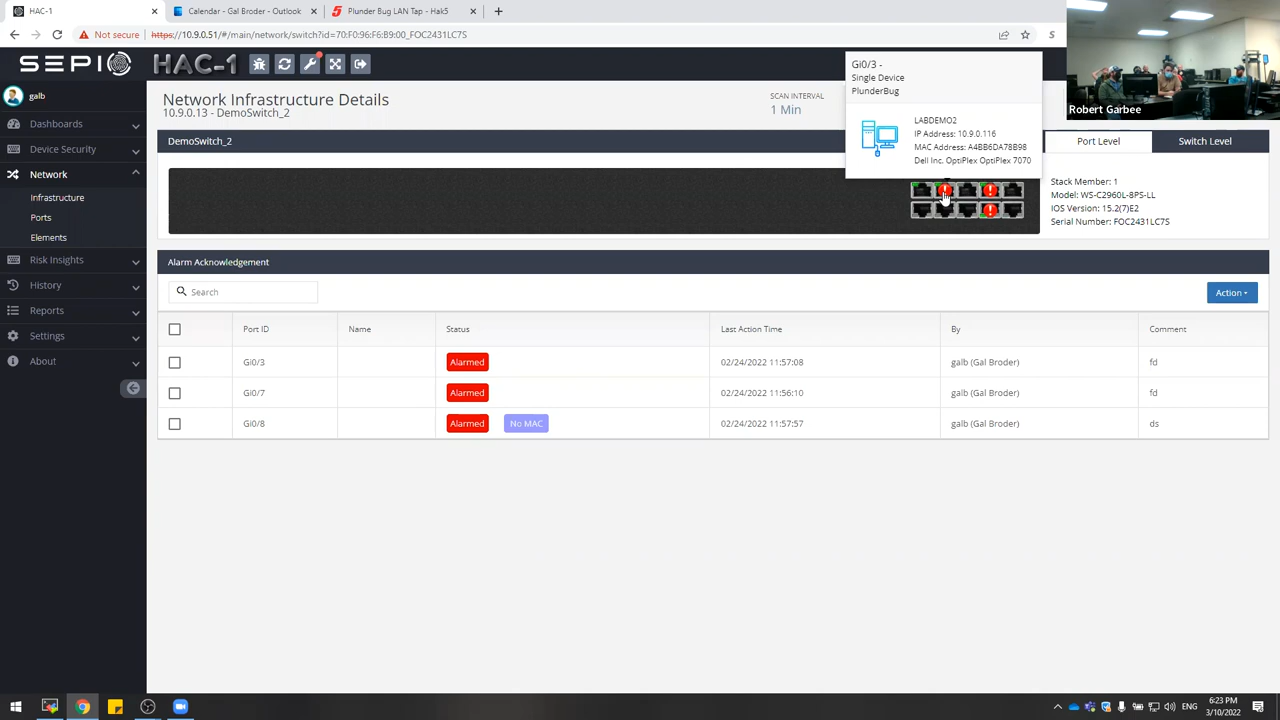 HAC-1
Calendar - Gal Broder - Outlook
Plunder Bug LAN Tap - Hak5
Not secure
https://10.9.0.51/#/main/network/switch?id=70:F0:96:F6:B9:00_FOC2431LC7S
SEPIO
HAC-1
galb
Dashboards
Device Security
Network
Infrastructure
Ports
Elements
Risk Insights
History
Reports
Settings
About
Network Infrastructure Details
10.9.0.13 - DemoSwitch_2
SCAN INTERVAL
1 Min
Gi0/3 -
Single Device
PlunderBug
LABDEMO2
IP Address: 10.9.0.116
MAC Address: A4BB6DA78B98
Dell Inc. OptiPlex OptiPlex 7070
Robert Garbee
DemoSwitch_2
Port Level
Switch Level
Stack Member: 1
Model: WS-C2960L-8PS-LL
IOS Version: 15.2(7)E2
Serial Number: FOC2431LC7S
Alarm Acknowledgement
Search
Action
Port ID Name Status Last Action Time By Comment
Gi0/3 Alarmed 02/24/2022 11:57:08 galb (Gal Broder) fd
Gi0/7 Alarmed 02/24/2022 11:56:10 galb (Gal Broder) fd
Gi0/8 Alarmed No MAC 02/24/2022 11:57:57 galb (Gal Broder) ds
6:23 PM
3/10/2022